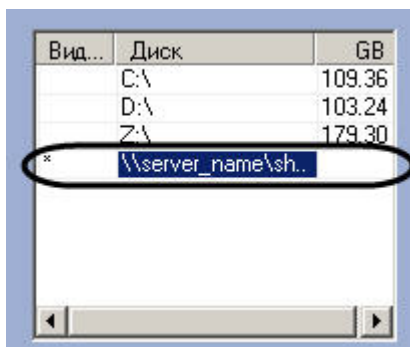 Вид... Диск GB
C:\ 109.36
D:\ 103.24
Z:\ 179.30
* \\server_name\sh..